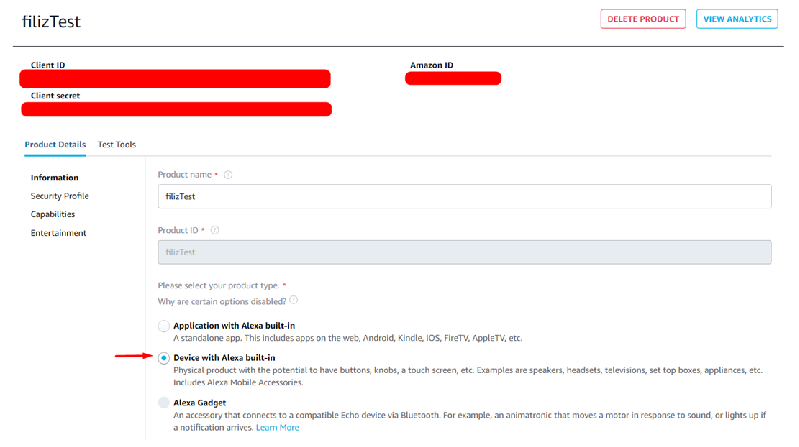 filizTest
DELETE PRODUCT
VIEW ANALYTICS
Client ID
Amazon ID
Client secret
Product Details
Test Tools
Information
Security Profile
Capabilities
Entertainment
Product name * ?
filizTest
Product ID * ?
filizTest
Please select your product type. *
Why are certain options disabled? ?
Application with Alexa built-in
A standalone app. This includes apps on the web, Android, Kindle, iOS, FireTV, AppleTV, etc.
Device with Alexa built-in
Physical product with the potential to have buttons, knobs, a touch screen, etc. Examples are speakers, headsets, televisions, set top boxes, appliances, etc.
Includes Alexa Mobile Accessories.
Alexa Gadget
An accessory that connects to a compatible Echo device via Bluetooth. For example, an animatronic that moves a motor in response to sound, or lights up if
a notification arrives. Learn More